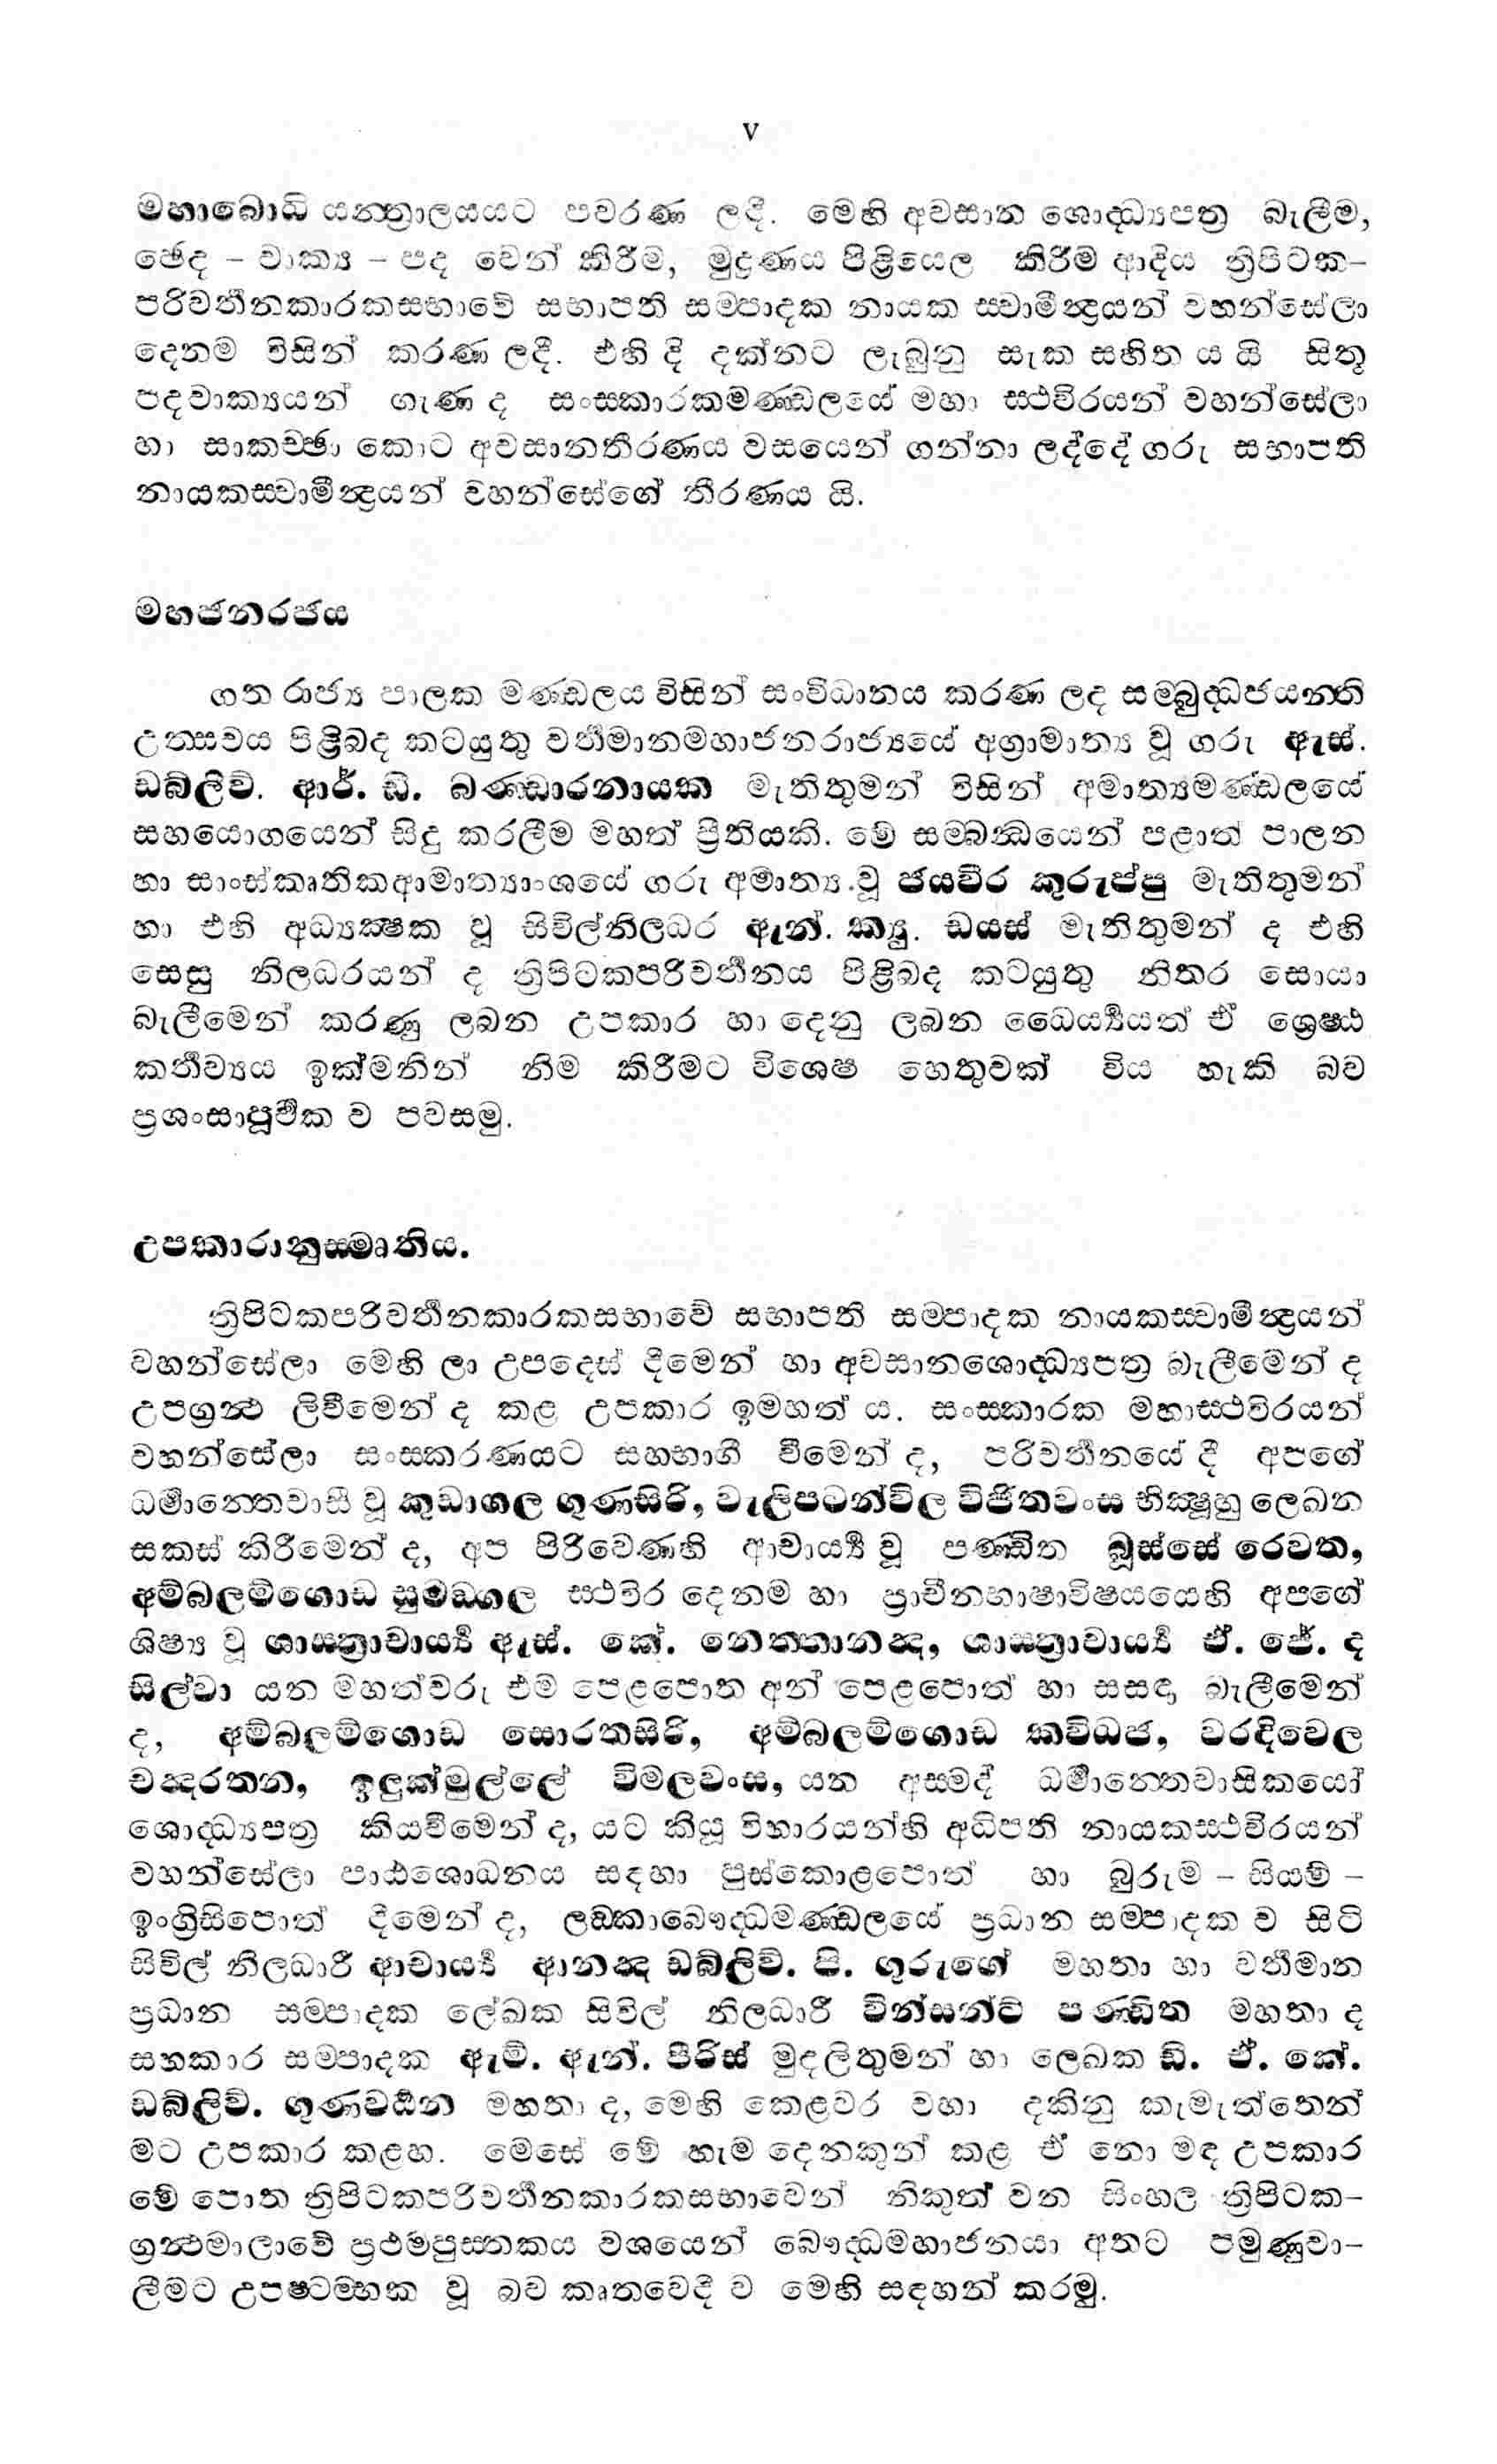 v
මහාබොධි යන්ත්‍රාලයයට පවරණ ලදී. මෙහි අවසාන ශොද්ධ්‍යපත්‍ර බැලීම,
ඡේද – වාක්‍ය – පද වෙන් කිරීම, මුද්‍රණය පිළියෙල කිරීම් ආදිය ත්‍රිපිටක-
පරිවර්තනකාරකසභාවේ සභාපති සම්පාදක නායක ස්වාමීන්ද්‍රයන් වහන්සේලා
දෙනම විසින් කරණ ලදී. එහි දි දක්නට ලැබුනු සැක සහිත ය යි සිතූ
පදවාක්‍යයන් ගැණ ද සංස්කාරකමණ්ඩලයේ මහා ස්ථවිරයන් වහන්සේලා
හා සාකච්ඡා කොට අවසානතීරණය වසයෙන් ගන්නා ලද්දේ ගරු සභාපති
නායකස්වාමීන්ද්‍රයන් වහන්සේගේ තීරණය යි.
මහජනරජය
ගත රාජ්‍ය පාලක මණ්ඩලය විසින් සංවිධානය කරණ ලද සම්බුද්ධජයන්ති
උත්සවය පිළිබඳ කටයුතු වර්තමානමහාජනරාජ්‍යයේ අග්‍රාමාත්‍ය වූ ගරු ඇස්.
ඩබ්ලිව්. ආර්. ඩි. බණ්ඩාරනායක මැතිතුමන් විසින් අමාත්‍යමණ්ඩලයේ
සහයොගයෙන් සිදු කරලීම මහත් ප්‍රීතියකි. මේ සම්බන්ධයෙන් පළාත් පාලන
හා සාංස්කෘතිකආමාත්‍යාංශයේ ගරු අමාත්‍ය වූ ජයවීර කුරුප්පු මැතිතුමන්
හා එහි අධ්‍යක්ෂක වූ සිවිල්නිලධර ඇන්. ක්‍යූ. ඩයස් මැතිතුමන් ද එහි
සෙසු නිලධරයන් ද ත්‍රිපිටකපරිවර්තනය පිළිබඳ කටයුතු නිතර සොයා
බැලීමෙන් කරණු ලබන උපකාර හා දෙනු ලබන ධෛර්‍ය්‍යයත් ඒ ශ්‍රෙෂ්ඨ
කර්තව්‍යය ඉක්මනින් නිම කිරීමට විශෙෂ හෙතුවක් විය හැකි බව
ප්‍රශංසාපූර්වක ව පවසමු.
උපකාරානුස්මෘතිය.
ත්‍රිපිටකපරිවර්තනකාරකසභාවේ සභාපති සම්පාදක නායකස්වාමීන්ද්‍රයන්
වහන්සේලා මෙහි ලා උපදෙස් දීමෙන් හා අවසානශොද්ධ්‍යපත්‍ර බැලීමෙන් ද
උපග්‍රන්ථ ලිවීමෙන් ද කළ උපකාර ඉමහත් ය. සංස්කාරක මහාස්ථවිරයන්
වහන්සේලා සංස්කරණයට සහභාගී වීමෙන් ද, පරිවර්තනයේ දී අපගේ
ධර්මාන්තෙවාසී වූ කුඩාගල ගුණසිරි, වැලිපටන්විල විජිතවංස භික්ෂූහු ලෙඛන
සකස් කිරීමෙන් ද, අප පිරිවෙණහි ආචාර්‍ය්‍ය වූ පණ්ඩිත බූස්සේ රෙවත,
අම්බලම්ගොඩ සුමඞ්ගල ස්ථවිර දෙනම හා ප්‍රාචීනභාෂාවිෂයයෙහි අපගේ
ශිෂ්‍ය වූ ශාස්ත්‍රාචාර්‍ය්‍ය ඇස්. කේ. නෙත්තානන්ද, ශාස්ත්‍රාචාර්‍ය්‍ය ඒ. ජේ. ද
සිල්වා යන මහත්වරු එම පෙළපොත අන් පෙළපොත් හා සසඳා බැලීමෙන්
ද, අම්බලම්ගොඩ සොරතසිරි, අම්බලම්ගොඩ කවිධජ, වරඳිවෙල
චන්දරතන, ඉලුක්මුල්ලේ විමලවංස, යන අසමද් ධර්මාන්තෙවාසිකයෝ
ශොද්ධ්‍යපත්‍ර කියවීමෙන් ද, යට කියූ විහාරයන්හි අධිපති නායකස්ථවිරයන්
වහන්සේලා පාඨශොධනය සඳහා පුස්කොළපොත් හා බුරුම – සියම් –
ඉංග්‍රිසිපොත් දීමෙන් ද, ලඞ්කාබෞද්ධමණ්ඩලයේ ප්‍රධාන සම්පාදක ව සිටි
සිවිල් නිලධාරී ආචාර්‍ය්‍ය ආනන්ද ඩබ්ලිව්. පි. ගුරුගේ මහතා හා වර්තමාන
ප්‍රධාන සම්පාදක ලේඛක සිවිල් නිලධාරී වින්සන්ට් පණ්ඩිත මහතා ද
සහකාර සම්පාදක ඇම්. ඇන්. පීරිස් මුදලිතුමන් හා ලෙඛක ඩි. ඒ. කේ.
ඩබ්ලිව්. ගුණවර්ධන මහතා ද, මෙහි කෙළවර වහා දකිනු කැමැත්තෙන්
මට උපකාර කළහ. මෙසේ මේ හැම දෙනකුන් කළ ඒ නො මඳ උපකාර
මේ පොත ත්‍රිපිටකපරිවර්තනකාරකසභාවෙන් නිකුත් වන සිංහල ත්‍රිපිටක-
ග්‍රන්ථමාලාවේ ප්‍රථමපුස්තකය වශයෙන් බෞද්ධමහාජනයා අතට පමුණුවා-
ලීමට උපෂ්ටම්භක වූ බව කෘතවෙදී ව මෙහි සඳහන් කරමු.